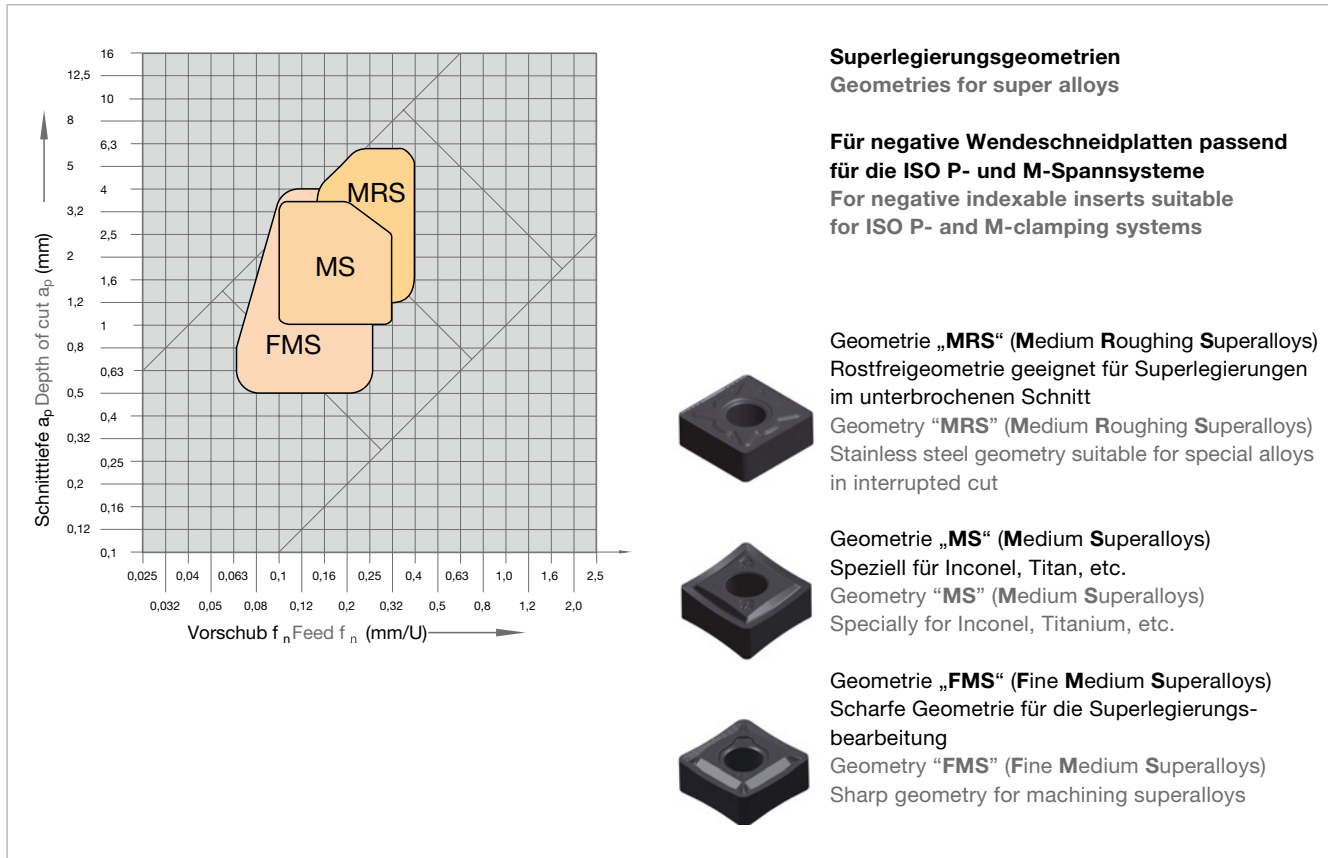 16
12,5
10
8
6,3
5
4
3,2
2,5
2
1,6
1,2
1
0,8
0,63
0,5
0,4
0,32
0,25
0,2
0,16
0,12
0,1
Schnitttiefe ap Depth of cut ap (mm)
MRS
MS
FMS
0,025 0,04 0,063 0,1 0,16 0,25 0,4 0,63 1,0 1,6 2,5
0,032 0,05 0,08 0,12 0,2 0,32 0,5 0,8 1,2 2,0
Vorschub f n Feed f n (mm/U)
Superlegierungsgeometrien
Geometries for super alloys
Für negative Wendeschneidplatten passend
für die ISO P- und M-Spannsysteme
For negative indexable inserts suitable
for ISO P- and M-clamping systems
Geometrie „MRS“ (Medium Roughing Superalloys)
Rostfreigeometrie geeignet für Superlegierungen
im unterbrochenen Schnitt
Geometry “MRS” (Medium Roughing Superalloys)
Stainless steel geometry suitable for special alloys
in interrupted cut
Geometrie „MS“ (Medium Superalloys)
Speziell für Inconel, Titan, etc.
Geometry “MS” (Medium Superalloys)
Specially for Inconel, Titanium, etc.
Geometrie „FMS“ (Fine Medium Superalloys)
Scharfe Geometrie für die Superlegierungs-
bearbeitung
Geometry “FMS” (Fine Medium Superalloys)
Sharp geometry for machining superalloys